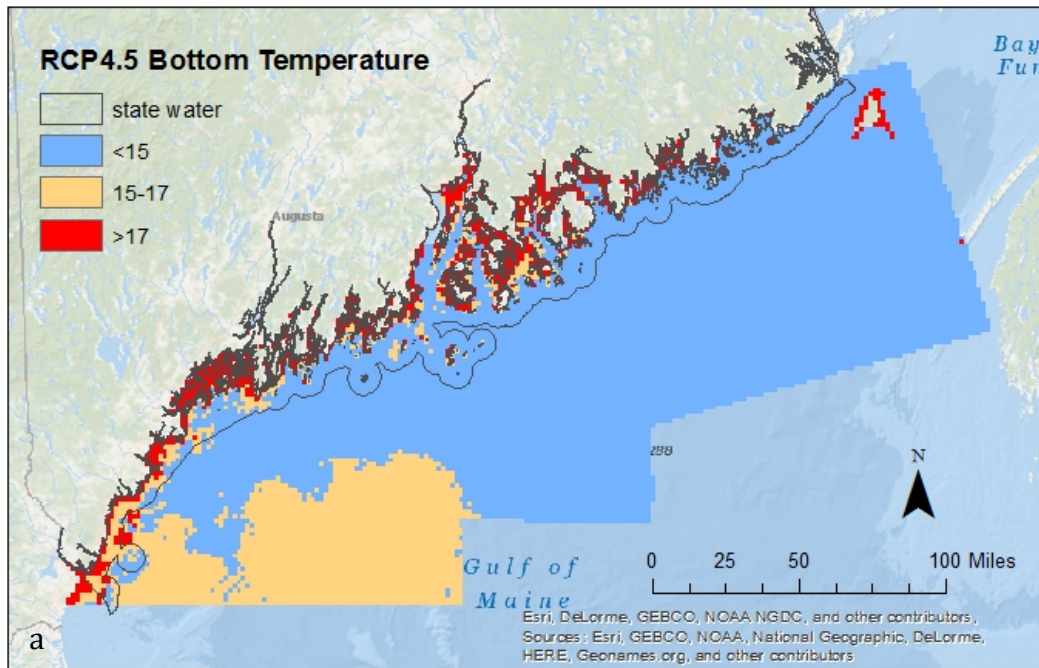 RCP4.5 Bottom Temperature
state water
<15
15-17
>17
Bay
Fun
Augusta
288
N
0 25 50 100 Miles
Gulf of
Maine
Esri, DeLorme, GEBCO, NOAA NGDC, and other contributors,
Sources: Esri, GEBCO, NOAA, National Geographic, DeLorme,
HERE, Geonames.org, and other contributors
a